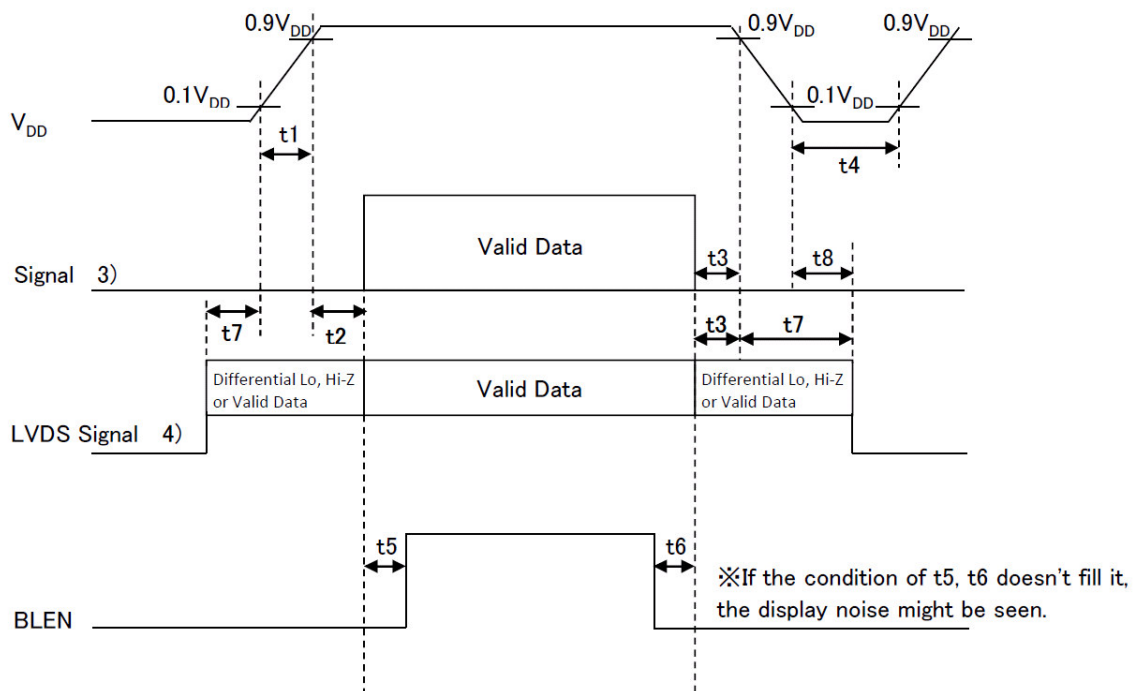 0.9VDD
0.9VDD
0.9VDD
0.1VDD
0.1VDD
VDD
t1
t4
Valid Data
Signal 3)
t3
t8
t7
t2
t3
t7
Differential Lo, Hi-Z
or Valid Data
Valid Data
Differential Lo, Hi-Z
or Valid Data
LVDS Signal 4)
t5
t6
※If the condition of t5, t6 doesn't fill it,
the display noise might be seen.
BLEN